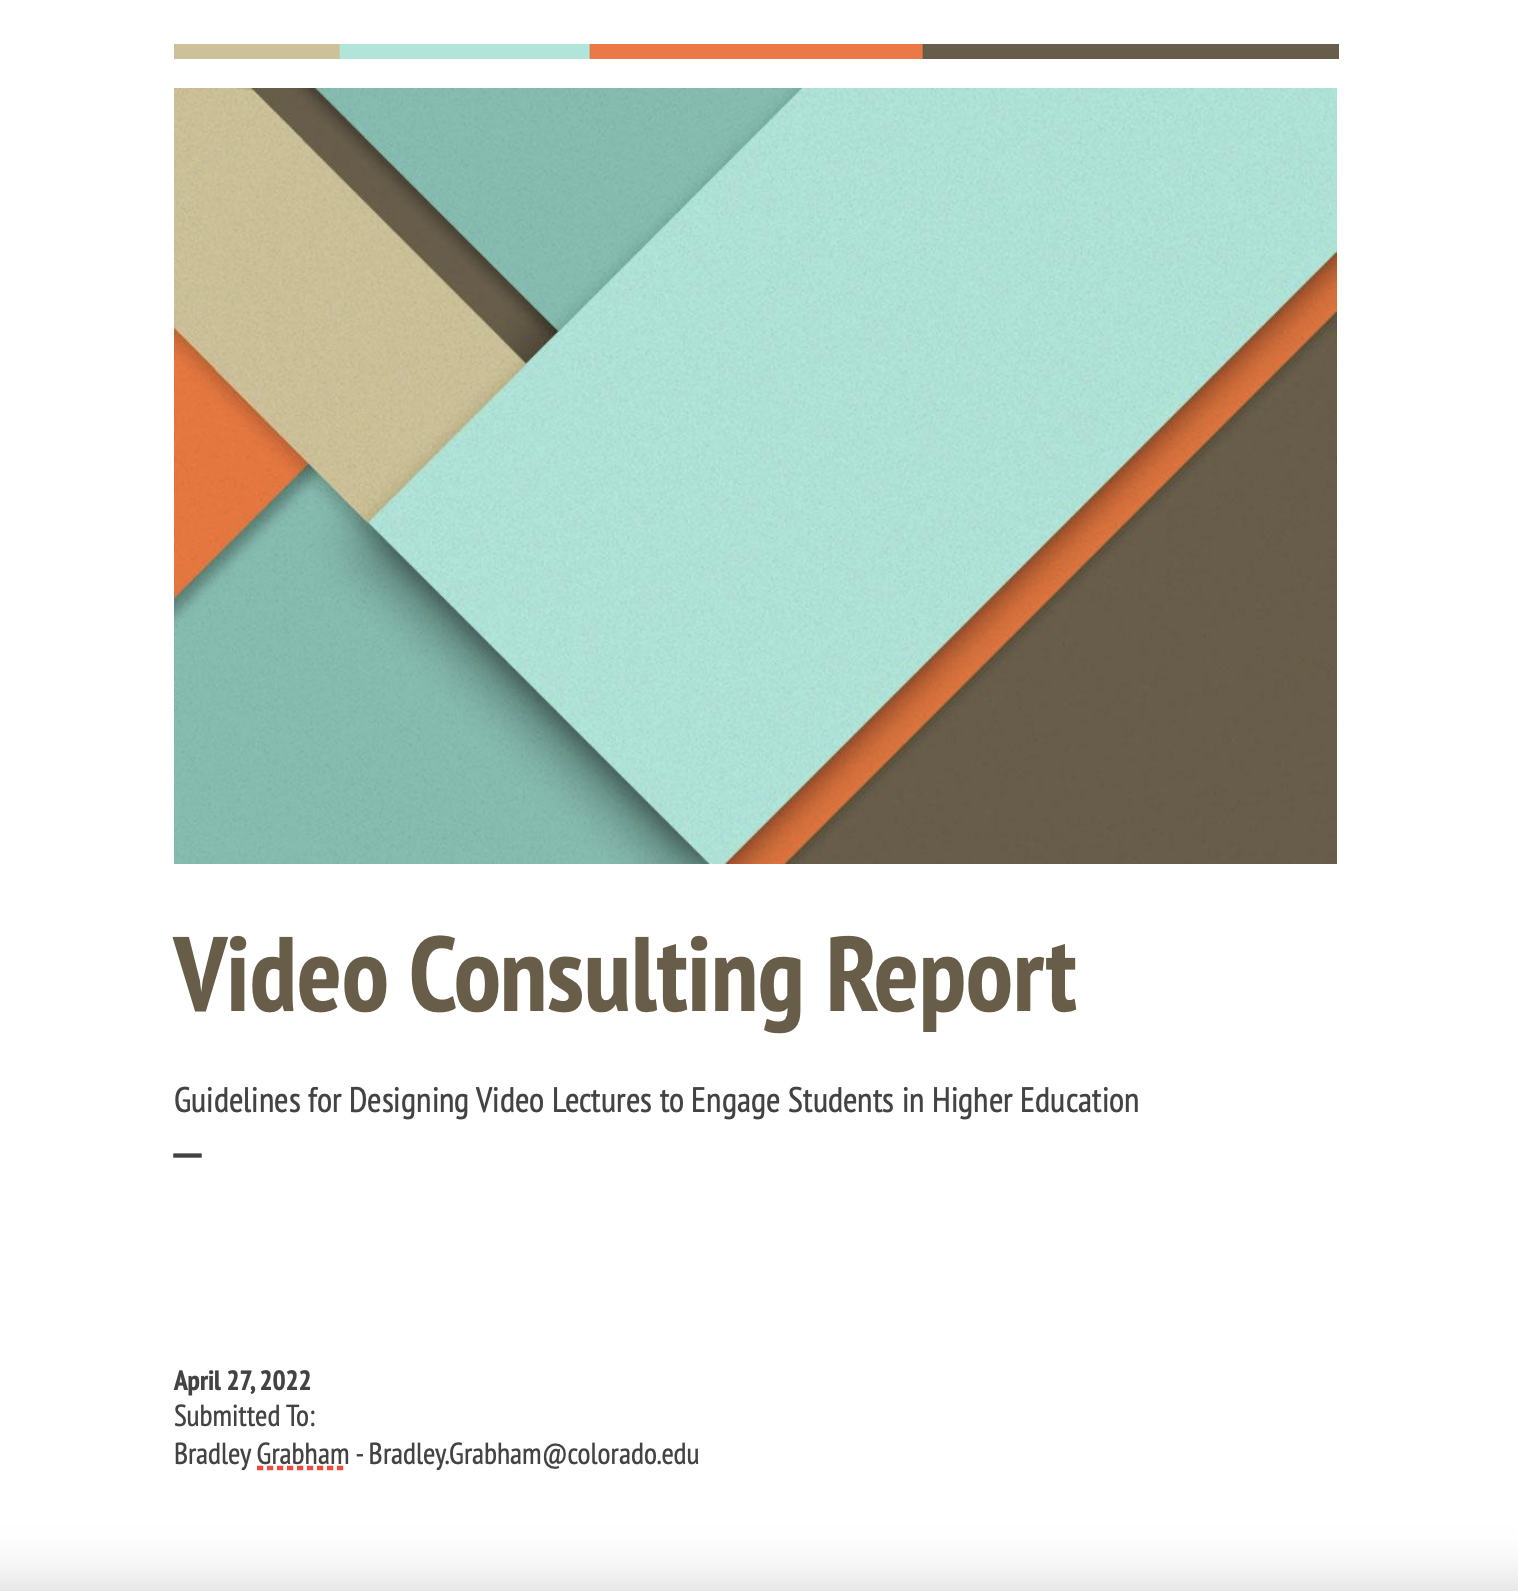 Video Consulting Report
Guidelines for Designing Video Lectures to Engage Students in Higher Education
—
April 27, 2022
Submitted To:
Bradley Grabham - Bradley.Grabham@colorado.edu